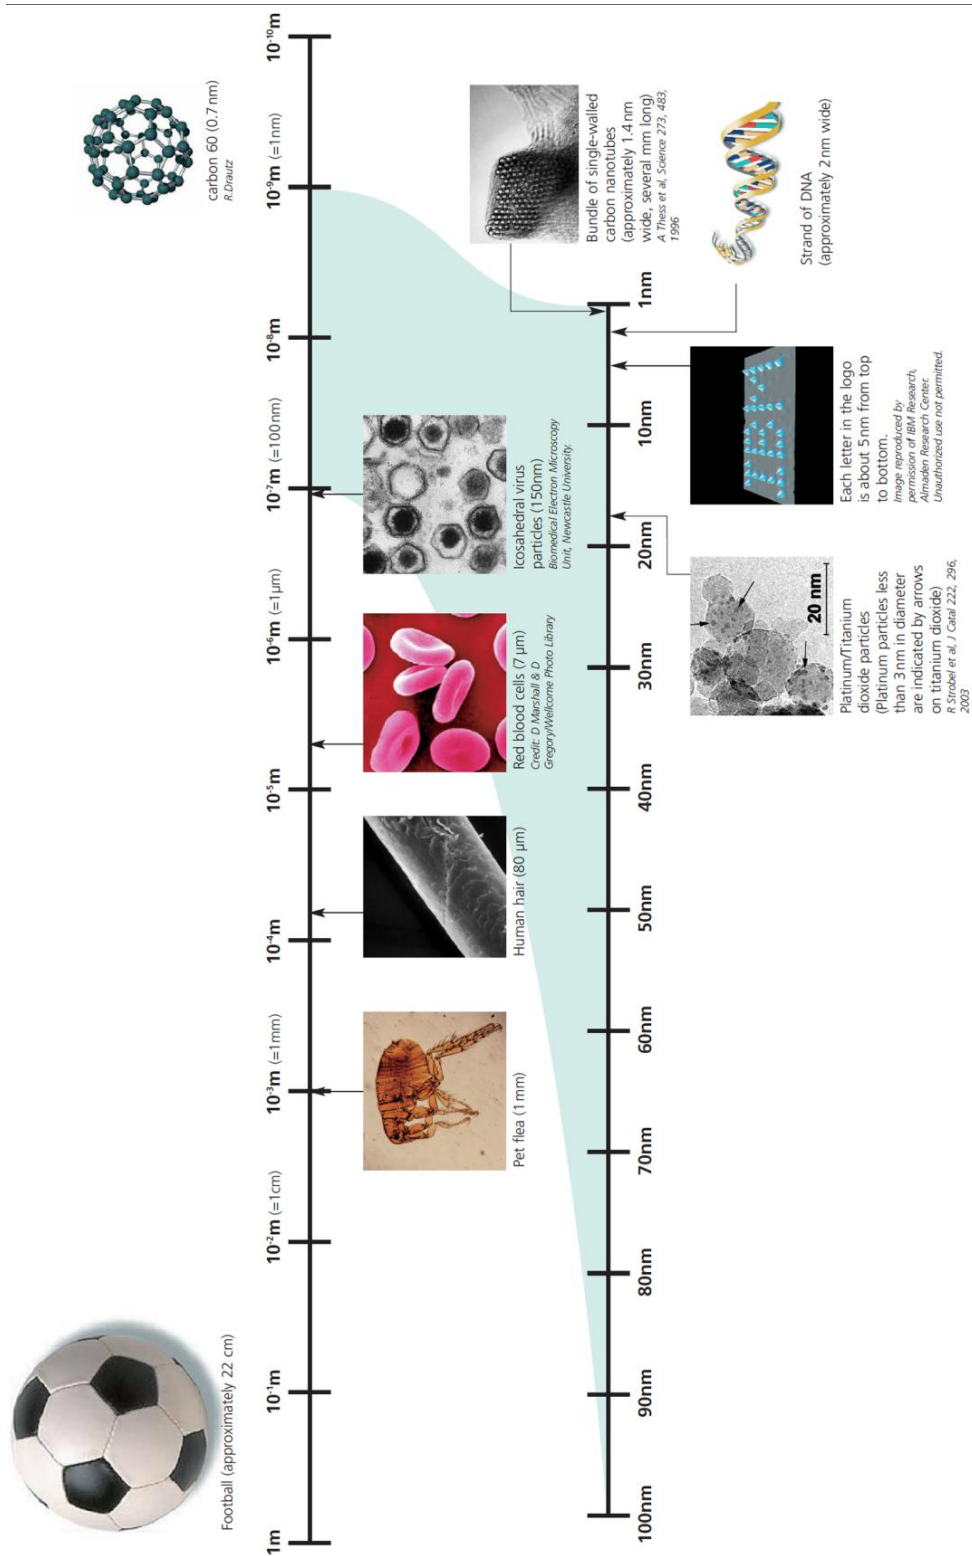 Football (approximately 22 cm)
carbon 60 (0.7 nm)
R.Drautz
1m
10-1m
10-2m (=1cm)
10-3m (=1mm)
10-4m
10-5m
10-6m (=1μm)
10-7m (=100nm)
10-8m
10-9m (=1nm)
10-10m
Pet flea (1mm)
Human hair (80 μm)
Red blood cells (7 μm)
Credit: D Marshall & D
Gregory/Wellcome Photo Library
Icosahedral virus
particles (150nm)
Biomedical Electron Microscopy
Unit, Newcastle University.
Bundle of single-walled
carbon nanotubes
(approximately 1.4nm
wide, several mm long)
A Thess et al, Science 273, 483,
1996
100nm
90nm
80nm
70nm
60nm
50nm
40nm
30nm
20nm
10nm
1nm
20 nm
Platinum/Titanium
dioxide particles
(Platinum particles less
than 3nm in diameter
are indicated by arrows
on titanium dioxide)
R Strobel et al, J Catal 222, 296,
2003
Each letter in the logo
is about 5nm from top
to bottom.
Image reproduced by
permission of IBM Research,
Almaden Research Center.
Unauthorized use not permitted.
Strand of DNA
(approximately 2nm wide)